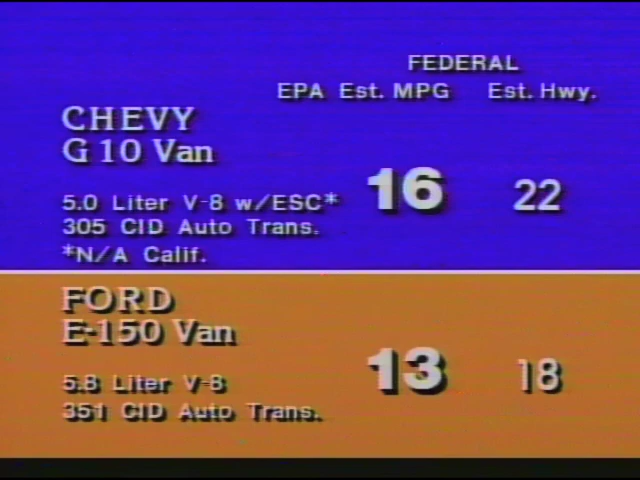 FEDERAL
EPA Est. MPG Est. Hwy.
CHEVY
G 10 Van
16 22
5.0 Liter V-8 w/ESC*
305 CID Auto Trans.
*N/A Calif.
FORD
E-150 Van
13 18
5.8 Liter V-8
351 CID Auto Trans.